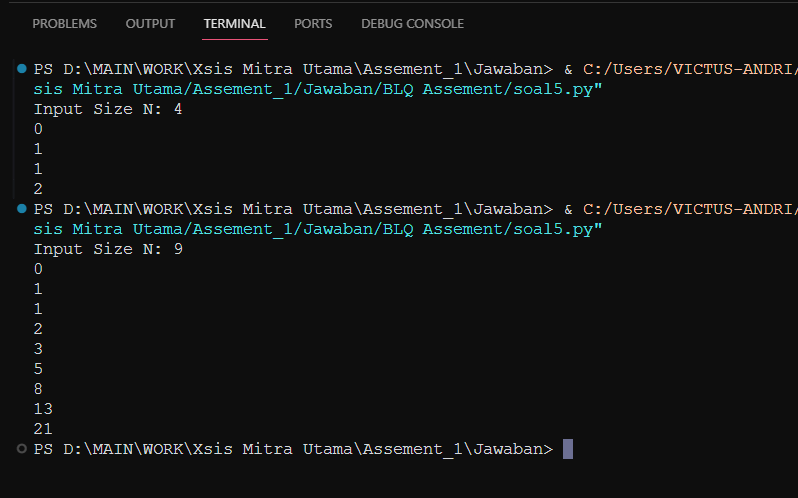 PROBLEMS OUTPUT TERMINAL PORTS DEBUG CONSOLE
PS D:\MAIN\WORK\Xsis Mitra Utama\Assement_1\Jawaban> & C:/Users/VICTUS-ANDRI/
sis Mitra Utama/Assement_1/Jawaban/BLQ Assement/soal5.py"
Input Size N: 4
0
1
1
2
PS D:\MAIN\WORK\Xsis Mitra Utama\Assement_1\Jawaban> & C:/Users/VICTUS-ANDRI/
sis Mitra Utama/Assement_1/Jawaban/BLQ Assement/soal5.py"
Input Size N: 9
0
1
1
2
3
5
8
13
21
PS D:\MAIN\WORK\Xsis Mitra Utama\Assement_1\Jawaban>